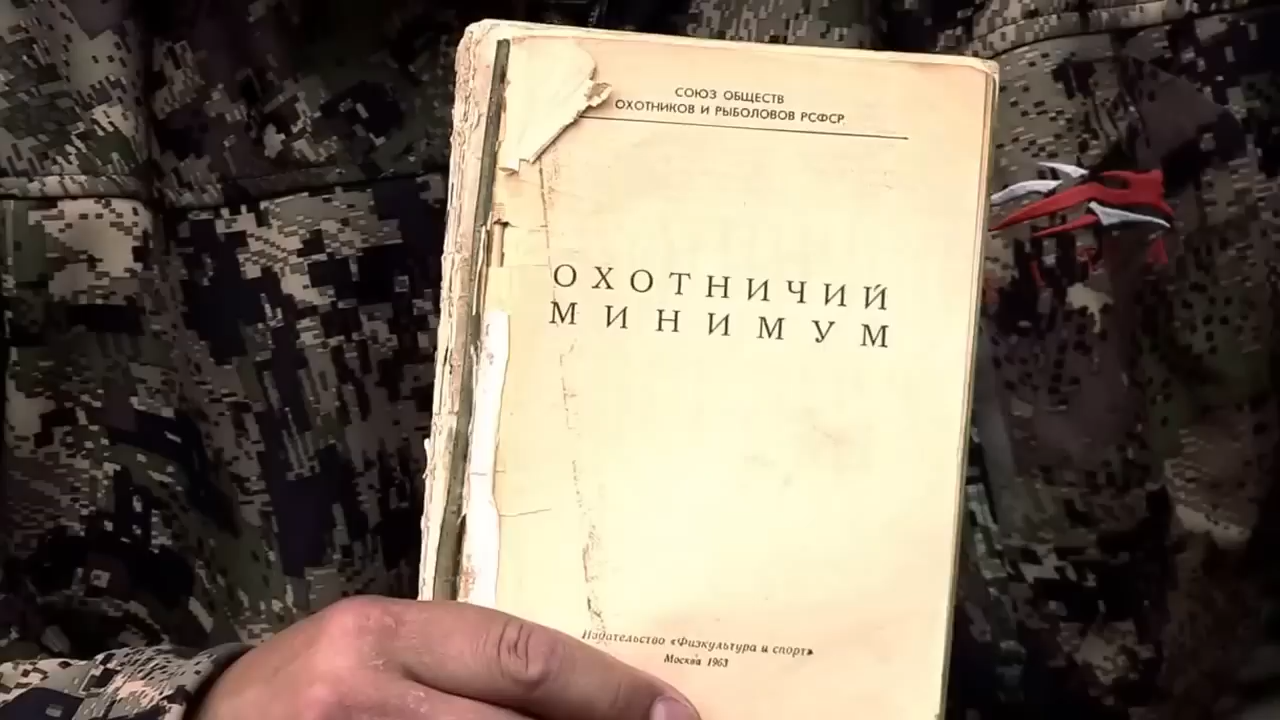 СОЮЗ ОБЩЕСТВ
ОХОТНИКОВ И РЫБОЛОВОВ РСФСР
ОХОТНИЧИЙ
МИНИМУМ
Издательство «Физкультура и спорт»
Москва 1963